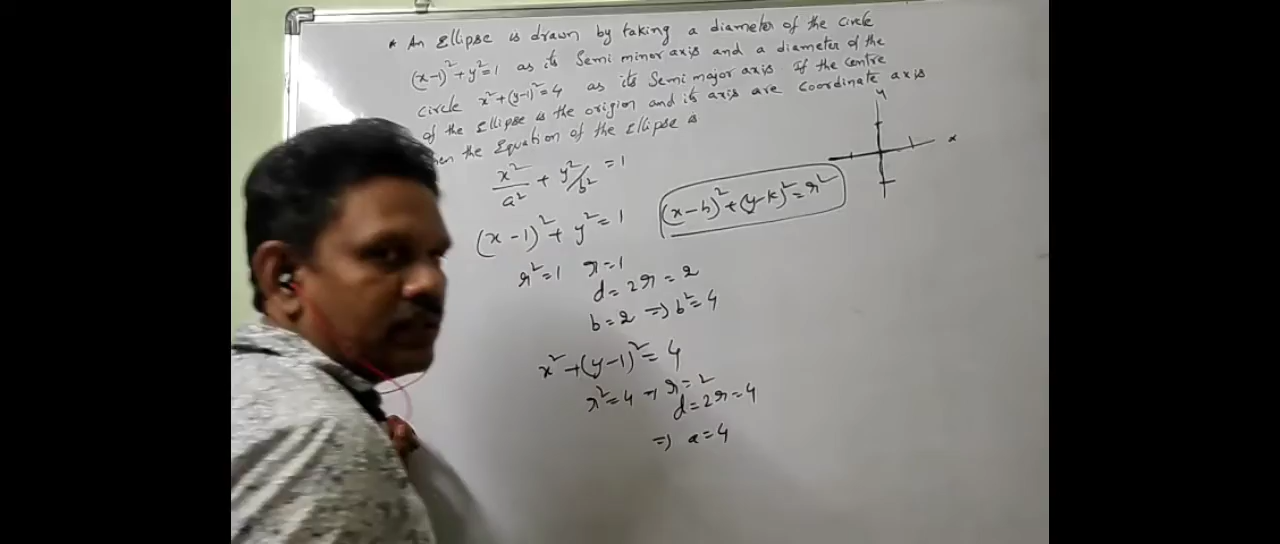 * An Ellipse is drawn by taking a diameter of the circle
(x-1)² + y² = 1 as its Semi minor axis and a diameter of the
circle x² + (y-1)² = 4 as its Semi major axis If the centre
of the Ellipse is the origion and its axis are coordinate axis
then the Equation of the Ellipse is
x²/a² + y²/b² = 1
y
x
(x-h)² + (y-k)² = r²
(x-1)² + y² = 1
r² = 1 r = 1
d = 2r = 2
b = 2 ⇒ b² = 4
x² + (y-1)² = 4
r² = 4 ⇒ r = 2
d = 2r = 4
⇒ a = 4